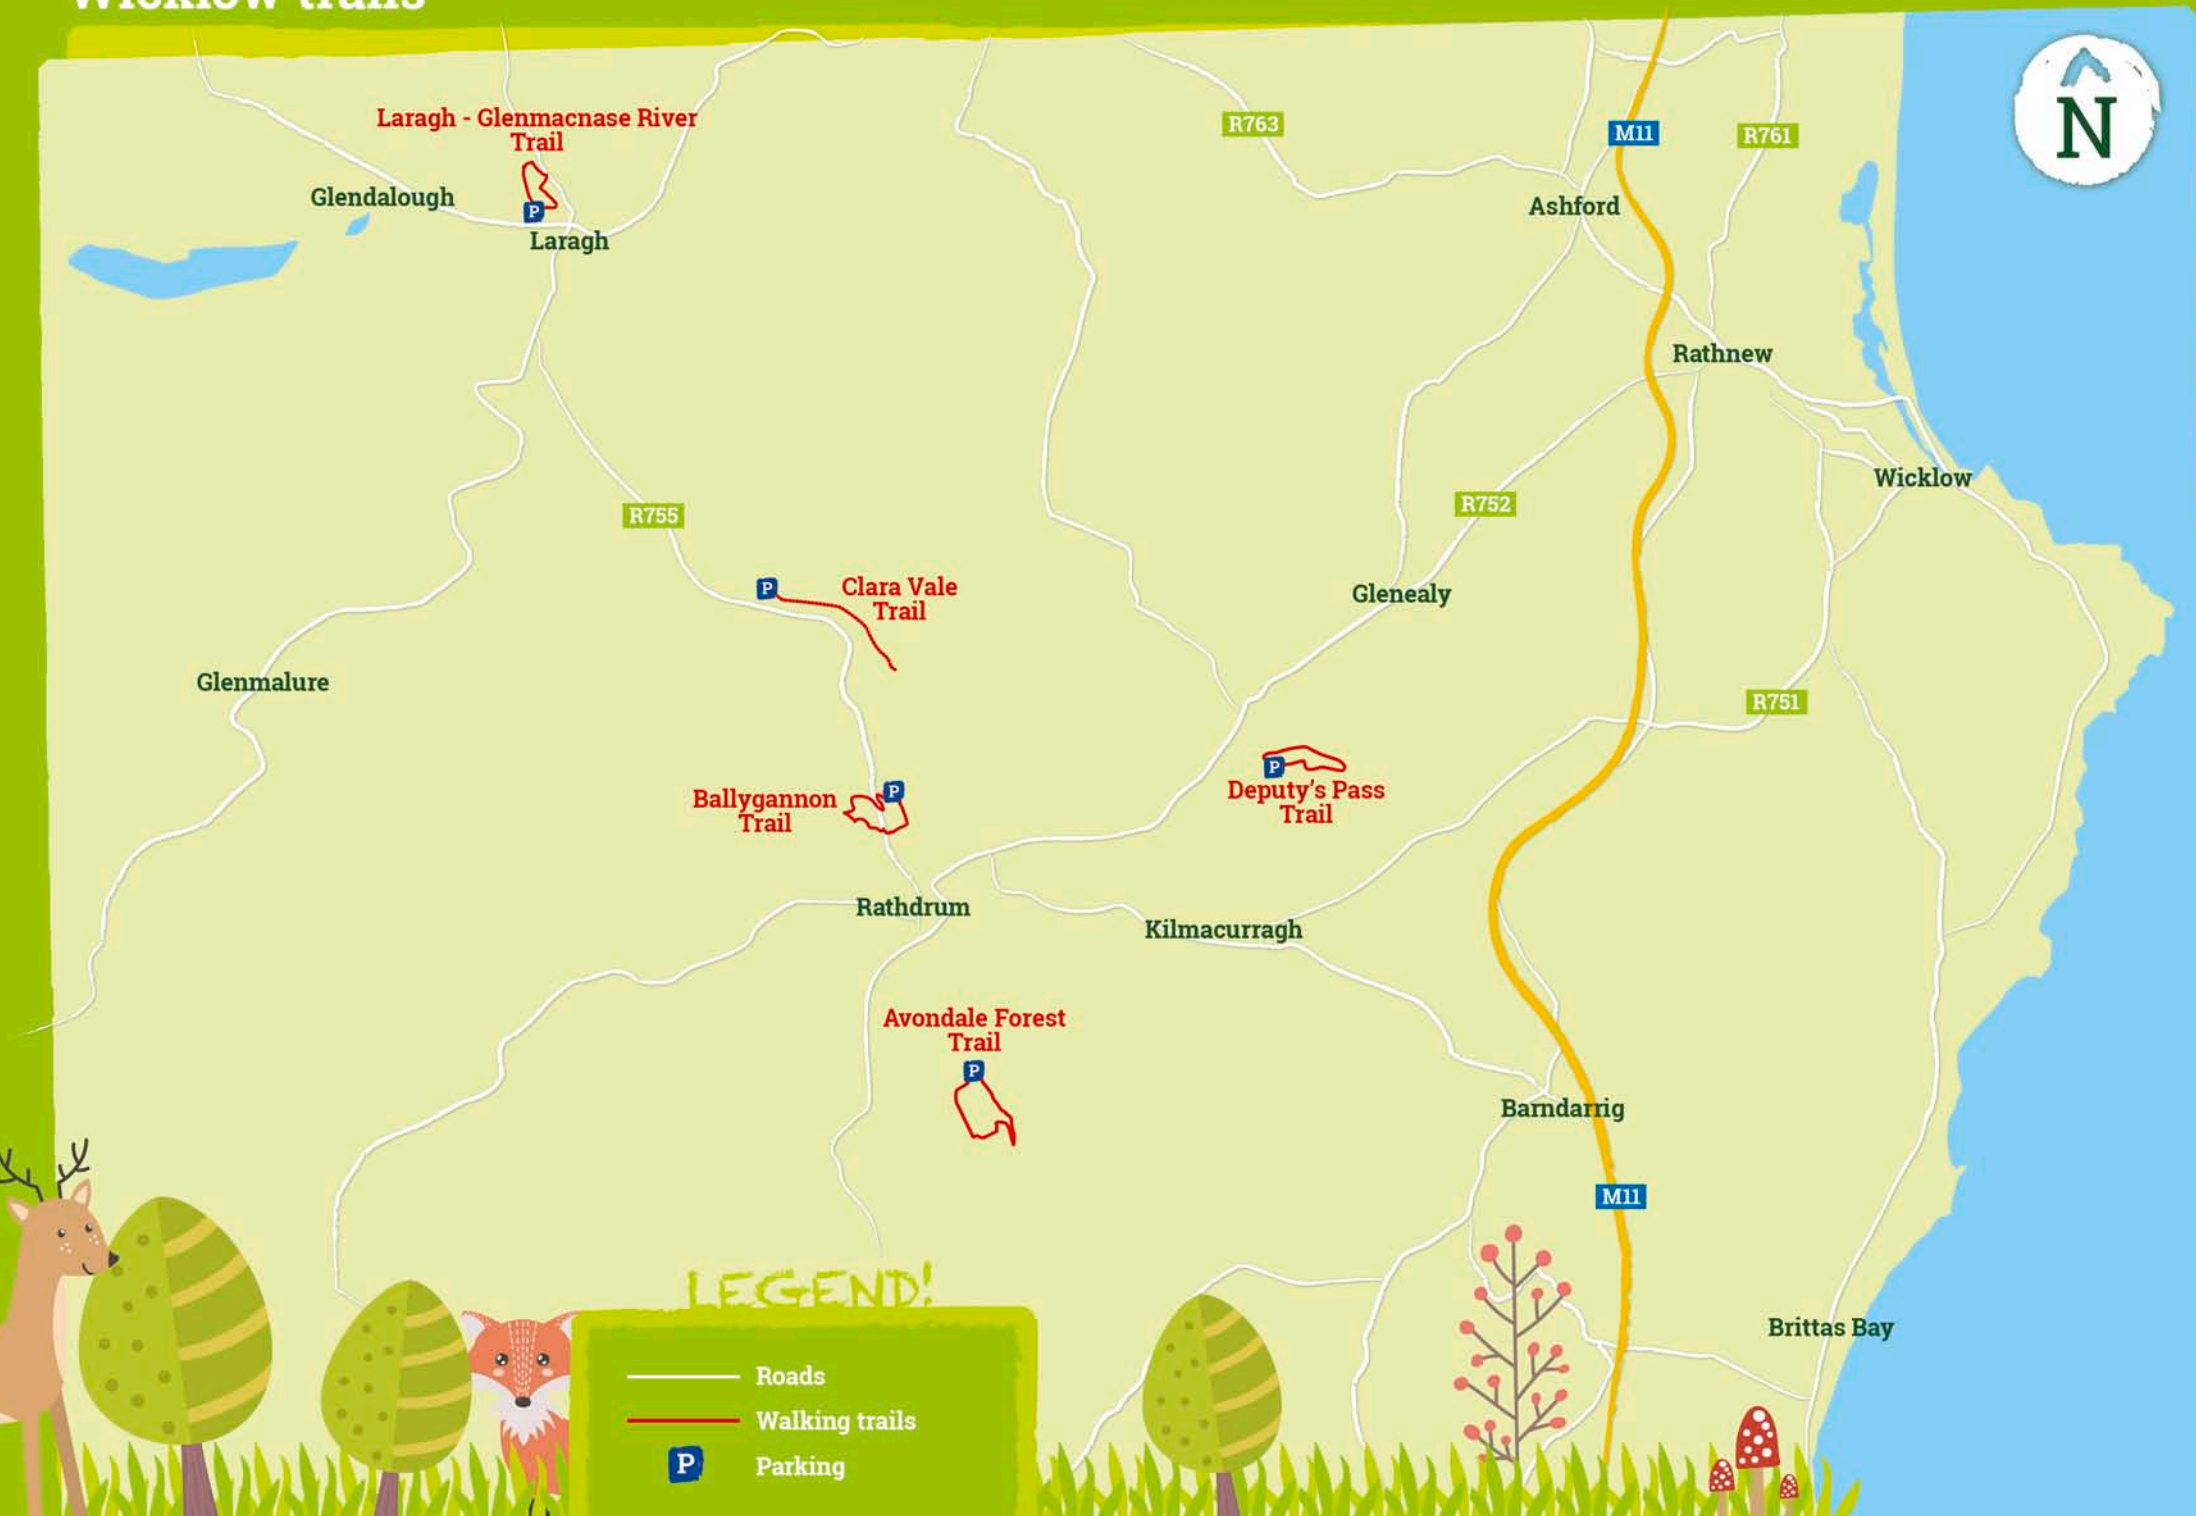 Wicklow trails
N
Laragh - Glenmacnase River
Trail
R763
M11
R761
P
Glendalough
Ashford
Laragh
Rathnew
Wicklow
R755
R752
P
Clara Vale
Trail
Glenealy
Glenmalure
R751
P
Ballygannon
Trail
P
Deputy's Pass
Trail
Rathdrum
Kilmacurragh
Avondale Forest
Trail
P
Barndarrig
M11
Brittas Bay
LEGEND!
Roads
Walking trails
P
Parking